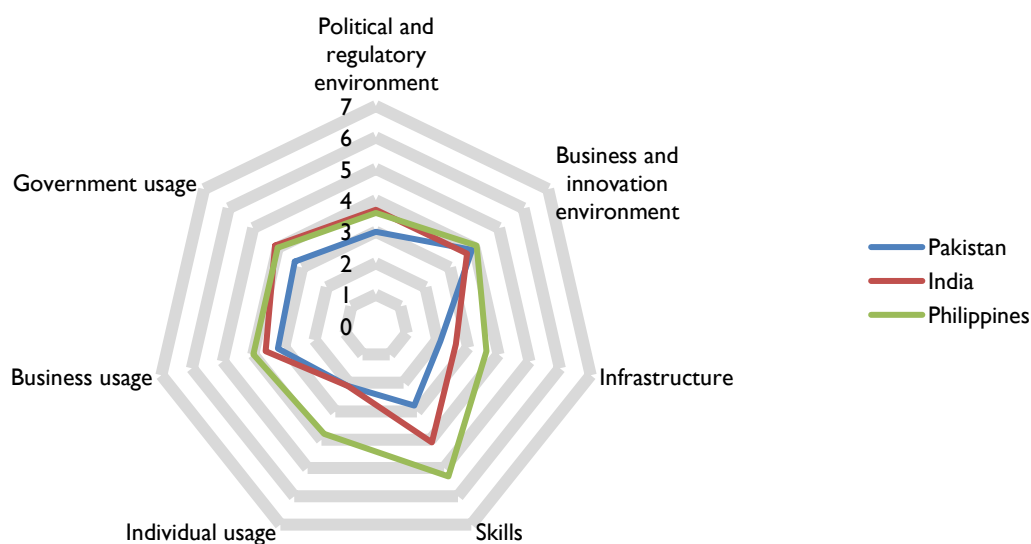 Political and
regulatory
environment
7
6
5
4
3
2
1
0
Business and
innovation
environment
Infrastructure
Skills
Individual usage
Business usage
Government usage
Pakistan
India
Philippines